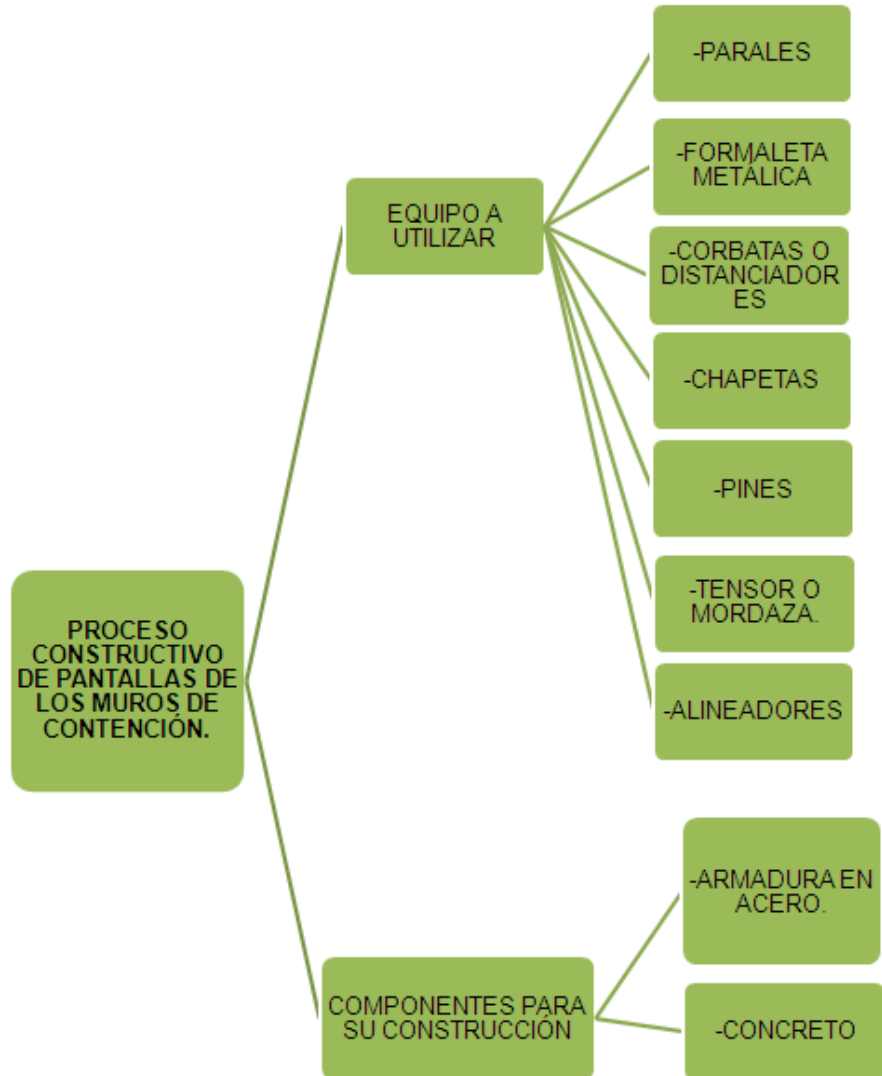 PROCESO
CONSTRUCTIVO
DE PANTALLAS DE
LOS MUROS DE
CONTENCIÓN.
EQUIPO A
UTILIZAR
-PARALES
-FORMALETA
METÁLICA
-CORBATAS O
DISTANCIADOR
ES
-CHAPETAS
-PINES
-TENSOR O
MORDAZA.
-ALINEADORES
COMPONENTES PARA
SU CONSTRUCCIÓN
-ARMADURA EN
ACERO.
-CONCRETO